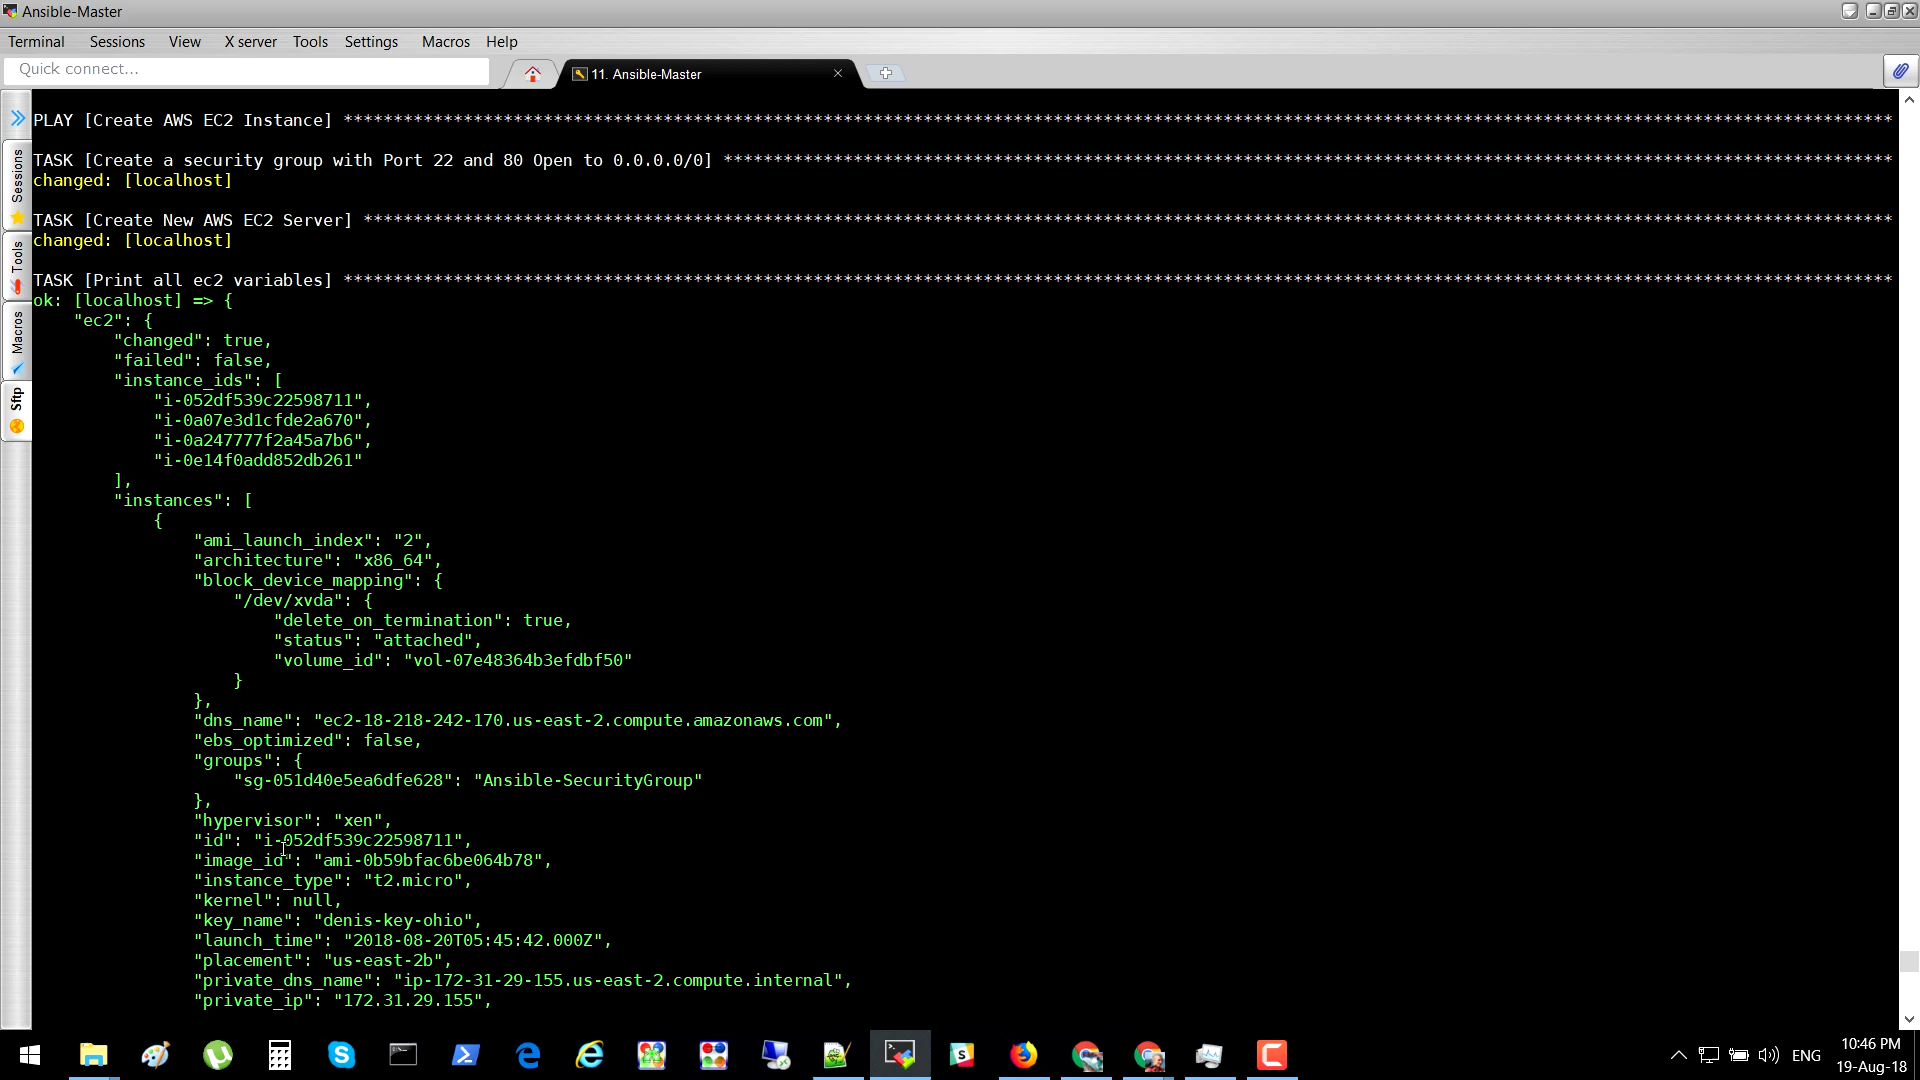 Ansible-Master
Terminal Sessions View X server Tools Settings Macros Help
Quick connect...
11. Ansible-Master
Sessions
Tools
Macros
Sftp
PLAY [Create AWS EC2 Instance] ***********************************************************************************************************************************************************
TASK [Create a security group with Port 22 and 80 Open to 0.0.0.0/0] *********************************************************************************************************************
changed: [localhost]
TASK [Create New AWS EC2 Server] *********************************************************************************************************************************************************
changed: [localhost]
TASK [Print all ec2 variables] ***********************************************************************************************************************************************************
ok: [localhost] => {
    "ec2": {
        "changed": true,
        "failed": false,
        "instance_ids": [
            "i-052df539c22598711",
            "i-0a07e3d1cfde2a670",
            "i-0a247777f2a45a7b6",
            "i-0e14f0add852db261"
        ],
        "instances": [
            {
                "ami_launch_index": "2",
                "architecture": "x86_64",
                "block_device_mapping": {
                    "/dev/xvda": {
                        "delete_on_termination": true,
                        "status": "attached",
                        "volume_id": "vol-07e48364b3efdbf50"
                    }
                },
                "dns_name": "ec2-18-218-242-170.us-east-2.compute.amazonaws.com",
                "ebs_optimized": false,
                "groups": {
                    "sg-051d40e5ea6dfe628": "Ansible-SecurityGroup"
                },
                "hypervisor": "xen",
                "id": "i-052df539c22598711",
                "image_id": "ami-0b59bfac6be064b78",
                "instance_type": "t2.micro",
                "kernel": null,
                "key_name": "denis-key-ohio",
                "launch_time": "2018-08-20T05:45:42.000Z",
                "placement": "us-east-2b",
                "private_dns_name": "ip-172-31-29-155.us-east-2.compute.internal",
                "private_ip": "172.31.29.155",
ENG
10:46 PM
19-Aug-18